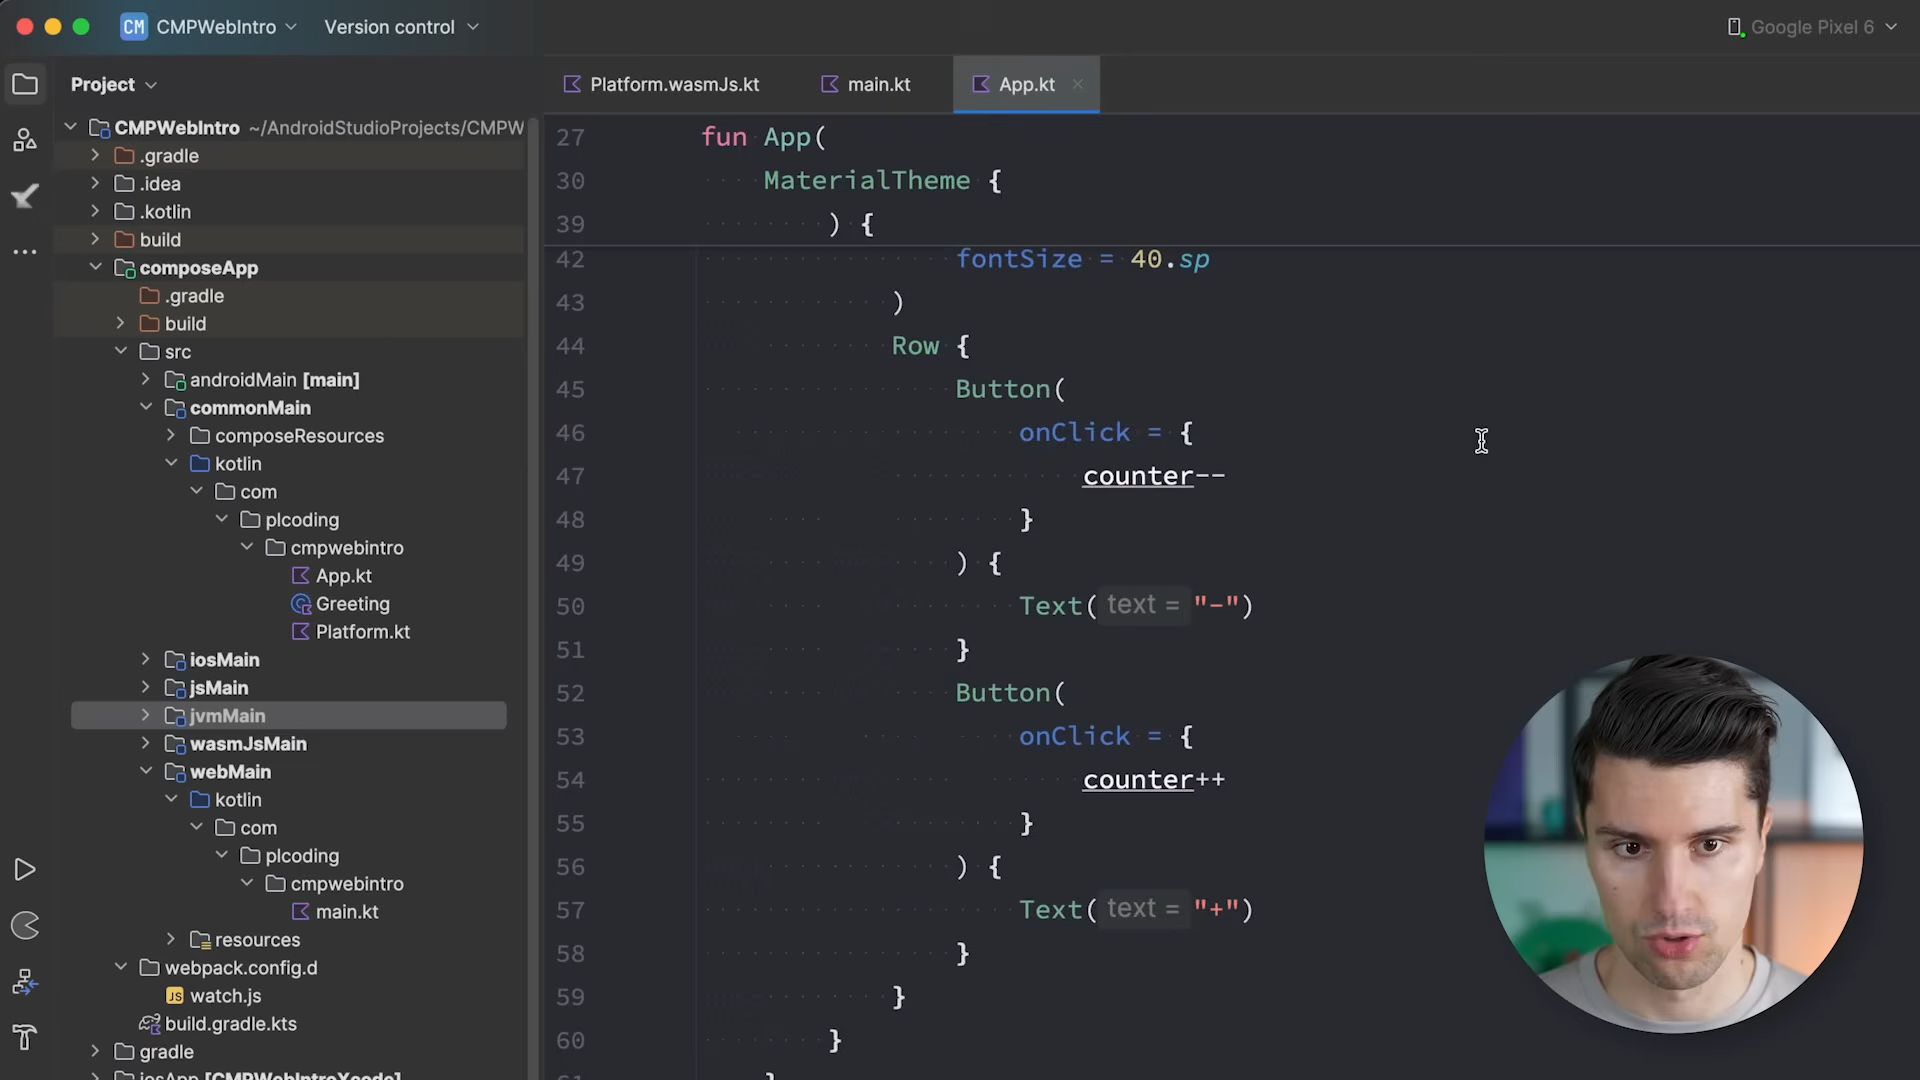 CM CMPWebIntro Version control Google Pixel 6
Project
Platform.wasmJs.kt main.kt App.kt
CMPWebIntro ~/AndroidStudioProjects/CMPW
.gradle
.idea
.kotlin
build
composeApp
.gradle
build
src
androidMain [main]
commonMain
composeResources
kotlin
com
plcoding
cmpwebintro
App.kt
Greeting
Platform.kt
iosMain
jsMain
jvmMain
wasmJsMain
webMain
kotlin
com
plcoding
cmpwebintro
main.kt
resources
webpack.config.d
JS watch.js
build.gradle.kts
gradle
iosApp [CMPWebIntroXcode]
27 fun App(
30 MaterialTheme {
39 ) {
42 fontSize = 40.sp
43 )
44 Row {
45 Button(
46 onClick = {
47 counter--
48 }
49 ) {
50 Text( text = "-")
51 }
52 Button(
53 onClick = {
54 counter++
55 }
56 ) {
57 Text( text = "+")
58 }
59 }
60 }
61 }